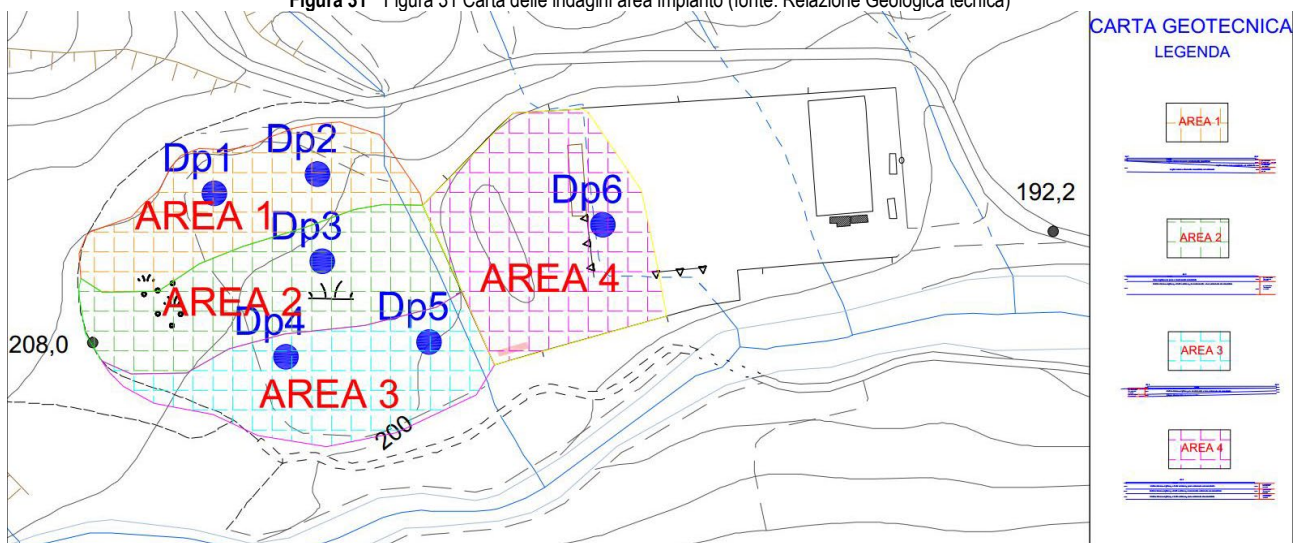 Figura 31 Figura 31 Carta delle indagini area impianto (fonte: Relazione Geologica tecnica)
CARTA GEOTECNICA
LEGENDA
AREA 1
AREA 2
AREA 3
AREA 4
Dp1
Dp2
AREA 1
Dp3
Dp6
192,2
AREA 2
AREA 4
Dp4
Dp5
208,0
AREA 3
200